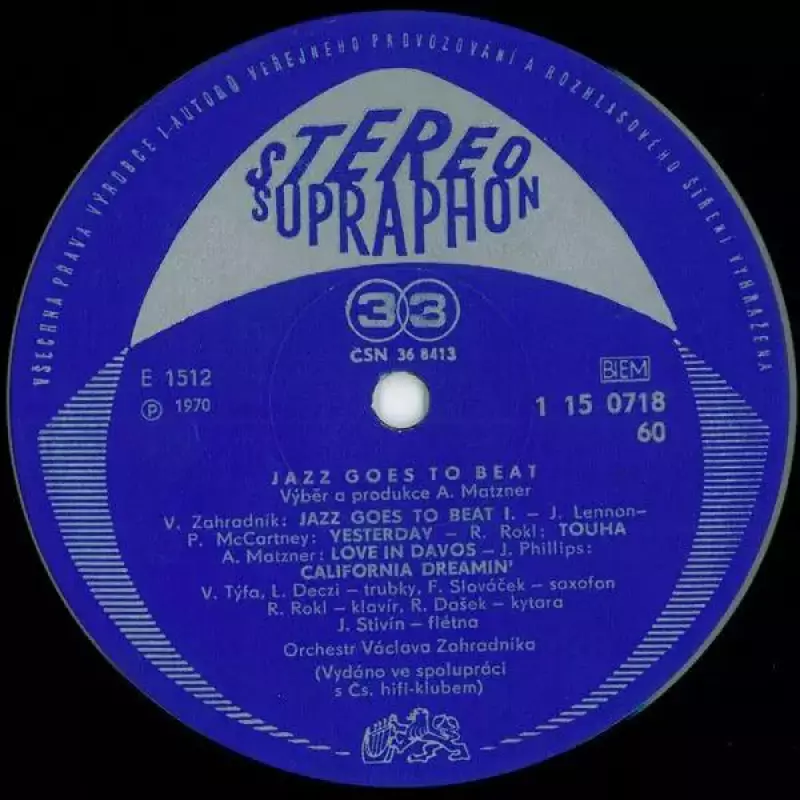 VŠECHNA PRÁVA VÝROBCE I AUTORŮ VEŘEJNÉHO PROVOZOVÁNÍ A ROZHLASOVÉHO ŠÍŘENÍ VYHRAZENA
STEREO
SUPRAPHON
33
ČSN 36 8413
E 1512
BIEM
Ⓟ 1970
1 15 0718
60
JAZZ GOES TO BEAT
Výběr a produkce A. Matzner
V. Zahradník: JAZZ GOES TO BEAT I. – J. Lennon–
P. McCartney: YESTERDAY – R. Rokl: TOUHA
A. Matzner: LOVE IN DAVOS – J. Phillips:
CALIFORNIA DREAMIN'
V. Týfa, L. Deczi – trubky, F. Slováček – saxofon
R. Rokl – klavír, R. Dašek – kytara
J. Stivín – flétna
Orchestr Václava Zahradníka
(Vydáno ve spolupráci
s Čs. hifi-klubem)